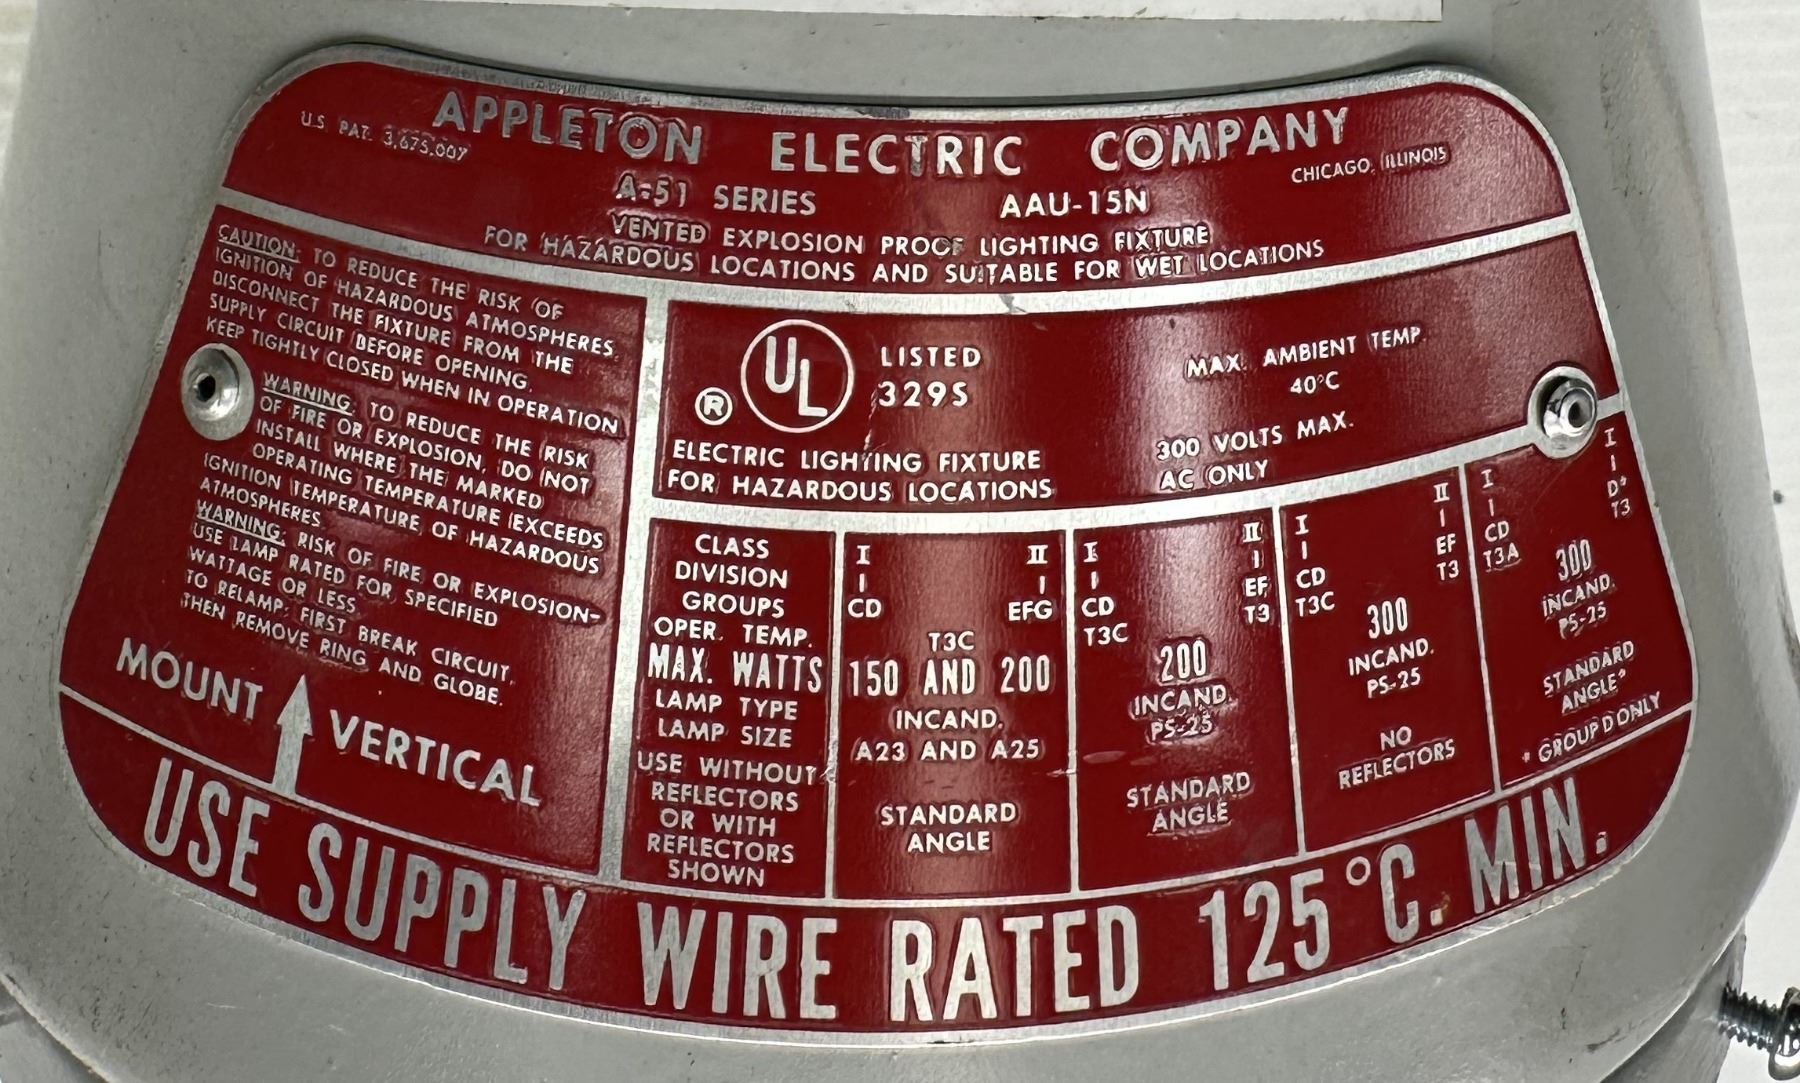 APPLETON ELECTRIC COMPANY
U.S. PAT. 3,675,007
CHICAGO, ILLINOIS
A-51 SERIES AAU-15N
VENTED EXPLOSION PROOF LIGHTING FIXTURE
FOR HAZARDOUS LOCATIONS AND SUITABLE FOR WET LOCATIONS
CAUTION: TO REDUCE THE RISK OF
IGNITION OF HAZARDOUS ATMOSPHERES
DISCONNECT THE FIXTURE FROM THE
SUPPLY CIRCUIT BEFORE OPENING.
KEEP TIGHTLY CLOSED WHEN IN OPERATION
WARNING: TO REDUCE THE RISK
OF FIRE OR EXPLOSION, DO NOT
INSTALL WHERE THE MARKED
OPERATING TEMPERATURE EXCEEDS
IGNITION TEMPERATURE OF HAZARDOUS
ATMOSPHERES
WARNING: RISK OF FIRE OR EXPLOSION-
USE LAMP RATED FOR SPECIFIED
WATTAGE OR LESS
TO RELAMP, FIRST BREAK CIRCUIT,
THEN REMOVE RING AND GLOBE.
MOUNT VERTICAL
UL
®
LISTED
329S
ELECTRIC LIGHTING FIXTURE
FOR HAZARDOUS LOCATIONS
MAX. AMBIENT TEMP
40°C
300 VOLTS MAX.
AC ONLY
CLASS
DIVISION
GROUPS
OPER. TEMP.
MAX. WATTS
LAMP TYPE
LAMP SIZE
USE WITHOUT
REFLECTORS
OR WITH
REFLECTORS
SHOWN
I II
I I
CD EFG
T3C
150 AND 200
INCAND.
A23 AND A25
STANDARD
ANGLE
I II
I I
CD EF
T3C T3
200
INCAND.
PS-25
STANDARD
ANGLE
I II
I I
CD EF
T3C T3
300
INCAND.
PS-25
NO
REFLECTORS
I I
I I
CD D*
T3A T3
300
INCAND.
PS-25
STANDARD
ANGLE*
* GROUP D ONLY
USE SUPPLY WIRE RATED 125°C. MIN.